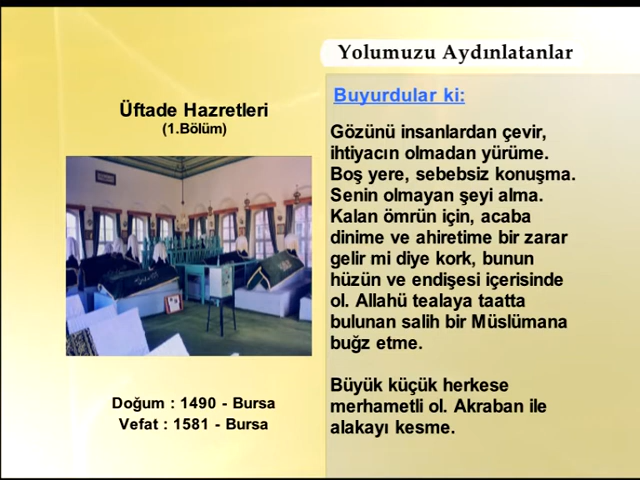 Yolumuzu Aydınlatanlar
Üftade Hazretleri
(1.Bölüm)
Doğum : 1490 - Bursa
Vefat : 1581 - Bursa
Buyurdular ki:
Gözünü insanlardan çevir,
ihtiyacın olmadan yürüme.
Boş yere, sebebsiz konuşma.
Senin olmayan şeyi alma.
Kalan ömrün için, acaba
dinime ve ahiretime bir zarar
gelir mi diye kork, bunun
hüzün ve endişesi içerisinde
ol. Allahü tealaya taatta
bulunan salih bir Müslümana
buğz etme.
Büyük küçük herkese
merhametli ol. Akraban ile
alakayı kesme.